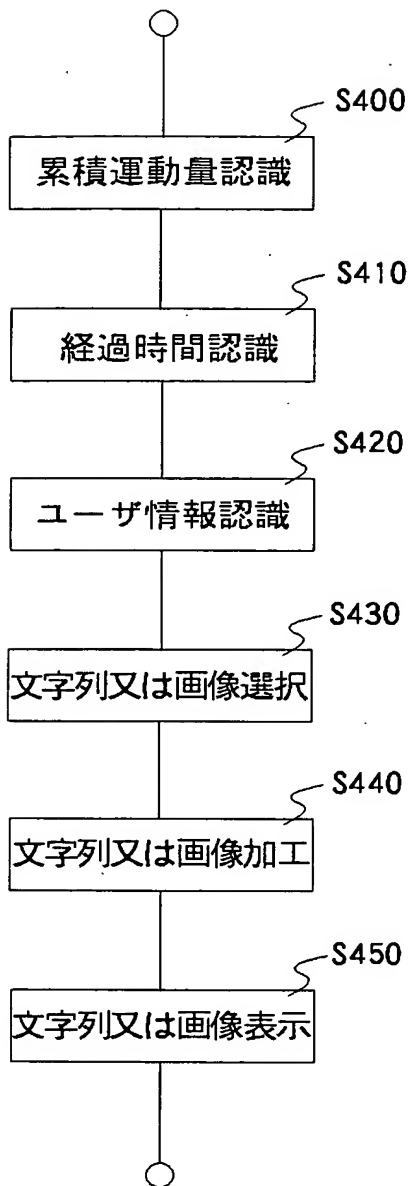 S400
累積運動量認識
S410
経過時間認識
S420
ユーザ情報認識
S430
文字列又は画像選択
S440
文字列又は画像加工
S450
文字列又は画像表示